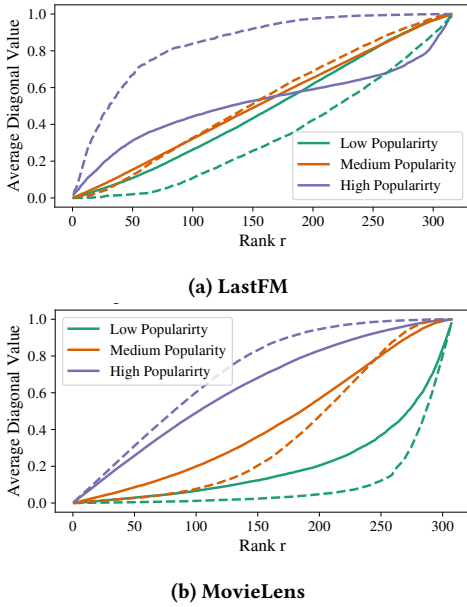 1.0
0.8
0.6
0.4
0.2
0.0
Average Diagonal Value
Low Popularirty
Medium Popularirty
High Popularirty
0 50 100 150 200 250 300
Rank r
(a) LastFM
1.0
0.8
0.6
0.4
0.2
0.0
Average Diagonal Value
Low Popularirty
Medium Popularity
High Popularirty
0 50 100 150 200 250 300
Rank r
(b) MovieLens